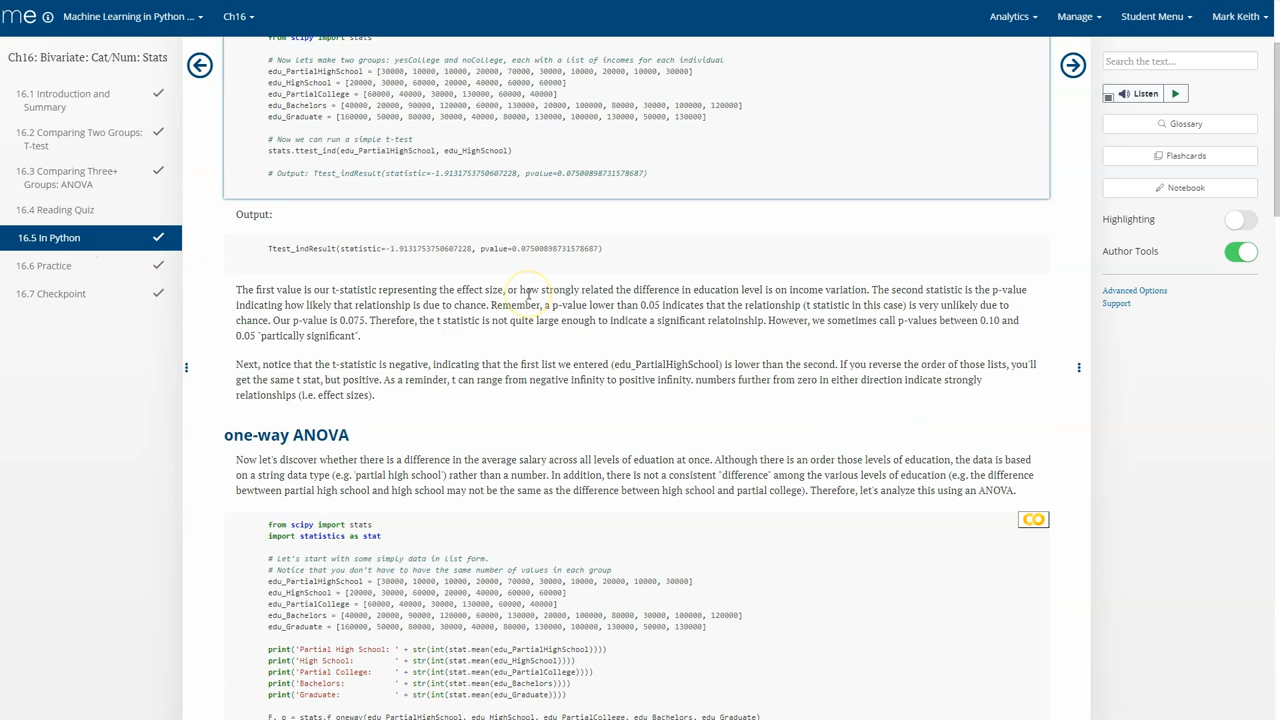 me
Machine Learning in Python ...
Ch16
Analytics
Manage
Student Menu
Mark Keith
Ch16: Bivariate: Cat/Num: Stats
16.1 Introduction and
Summary
16.2 Comparing Two Groups:
T-test
16.3 Comparing Three+
Groups: ANOVA
16.4 Reading Quiz
16.5 In Python
16.6 Practice
16.7 Checkpoint
from scipy import stats
# Now Lets make two groups: yesCollege and noCollege, each with a list of incomes for each individual
edu_PartialHighSchool = [30000, 10000, 10000, 20000, 70000, 30000, 10000, 20000, 10000, 30000]
edu_HighSchool = [20000, 30000, 60000, 20000, 40000, 60000, 60000]
edu_PartialCollege = [60000, 40000, 30000, 130000, 60000, 40000]
edu_Bachelors = [40000, 20000, 90000, 120000, 60000, 130000, 20000, 100000, 80000, 30000, 100000, 120000]
edu_Graduate = [160000, 50000, 80000, 30000, 40000, 80000, 130000, 100000, 130000, 50000, 130000]
# Now we can run a simple t-test
stats.ttest_ind(edu_PartialHighSchool, edu_HighSchool)
# Output: Ttest_indResult(statistic=-1.9131753750607228, pvalue=0.07500898731578687)
Output:
Ttest_indResult(statistic=-1.9131753750607228, pvalue=0.07500898731578687)
The first value is our t-statistic representing the effect size, or how strongly related the difference in education level is on income variation. The second statistic is the p-value
indicating how likely that relationship is due to chance. Remember, a p-value lower than 0.05 indicates that the relationship (t statistic in this case) is very unlikely due to
chance. Our p-value is 0.075. Therefore, the t statistic is not quite large enough to indicate a significant relatoinship. However, we sometimes call p-values between 0.10 and
0.05 "partically significant".
Next, notice that the t-statistic is negative, indicating that the first list we entered (edu_PartialHighSchool) is lower than the second. If you reverse the order of those lists, you'll
get the same t stat, but positive. As a reminder, t can range from negative infinity to positive infinity. numbers further from zero in either direction indicate strongly
relationships (i.e. effect sizes).
one-way ANOVA
Now let's discover whether there is a difference in the average salary across all levels of eduation at once. Although there is an order those levels of education, the data is based
on a string data type (e.g. 'partial high school') rather than a number. In addition, there is not a consistent "difference" among the various levels of education (e.g. the difference
bewtween partial high school and high school may not be the same as the difference between high school and partial college). Therefore, let's analyze this using an ANOVA.
from scipy import stats
import statistics as stat
# Let's start with some simply data in list form.
# Notice that you don't have to have the same number of values in each group
edu_PartialHighSchool = [30000, 10000, 10000, 20000, 70000, 30000, 10000, 20000, 10000, 30000]
edu_HighSchool = [20000, 30000, 60000, 20000, 40000, 60000, 60000]
edu_PartialCollege = [60000, 40000, 30000, 130000, 60000, 40000]
edu_Bachelors = [40000, 20000, 90000, 120000, 60000, 130000, 20000, 100000, 80000, 30000, 100000, 120000]
edu_Graduate = [160000, 50000, 80000, 30000, 40000, 80000, 130000, 100000, 130000, 50000, 130000]
print('Partial High School: ' + str(int(stat.mean(edu_PartialHighSchool))))
print('High School: ' + str(int(stat.mean(edu_HighSchool))))
print('Partial College: ' + str(int(stat.mean(edu_PartialCollege))))
print('Bachelors: ' + str(int(stat.mean(edu_Bachelors))))
print('Graduate: ' + str(int(stat.mean(edu_Graduate))))
F, p = stats.f_oneway(edu_PartialHighSchool, edu_HighSchool, edu_PartialCollege, edu_Bachelors, edu_Graduate)
Search the text...
Listen
Glossary
Flashcards
Notebook
Highlighting
Author Tools
Advanced Options
Support